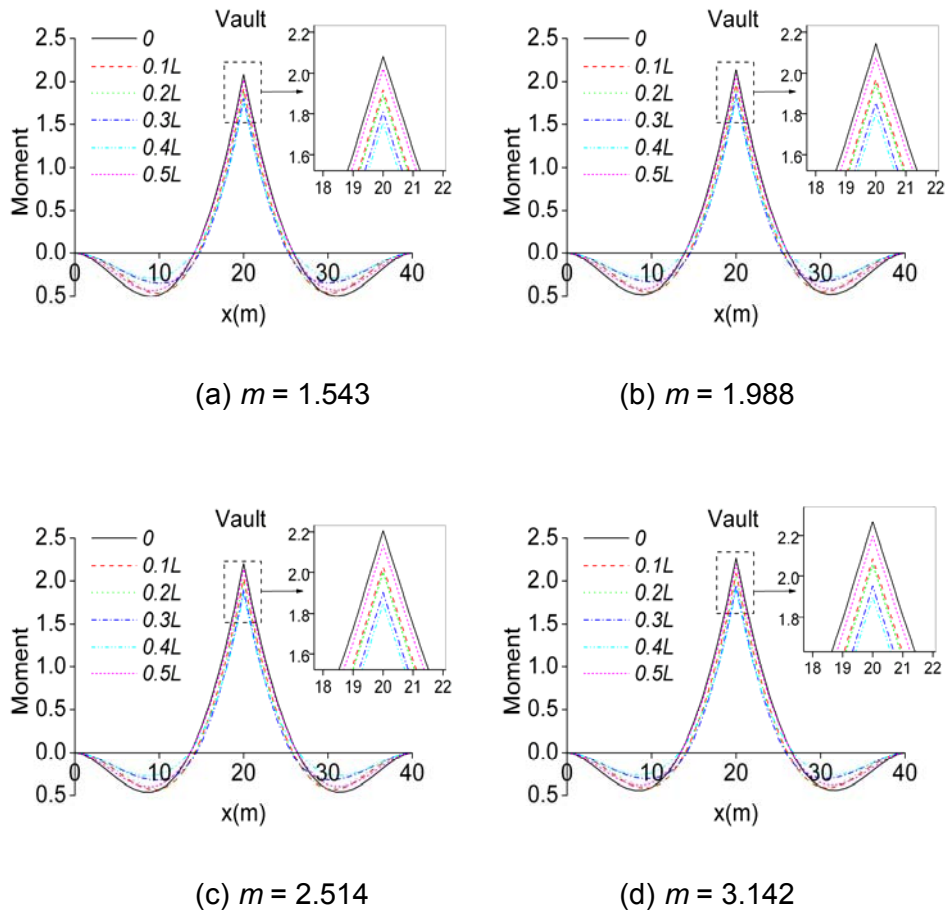 Vault
2.5
2.0
1.5
1.0
0.5
0.0
0.5
Moment
0
0.1L
0.2L
0.3L
0.4L
0.5L
2.2
2.0
1.8
1.6
18 19 20 21 22
0 10 20 30 40
x(m)
(a) m = 1.543
Vault
2.5
2.0
1.5
1.0
0.5
0.0
0.5
Moment
0
0.1L
0.2L
0.3L
0.4L
0.5L
2.2
2.0
1.8
1.6
18 19 20 21 22
0 10 20 30 40
x(m)
(b) m = 1.988
Vault
2.5
2.0
1.5
1.0
0.5
0.0
0.5
Moment
0
0.1L
0.2L
0.3L
0.4L
0.5L
2.2
2.0
1.8
1.6
18 19 20 21 22
0 10 20 30 40
x(m)
(c) m = 2.514
Vault
2.5
2.0
1.5
1.0
0.5
0.0
0.5
Moment
0
0.1L
0.2L
0.3L
0.4L
0.5L
2.2
2.0
1.8
18 19 20 21 22
0 10 20 30 40
x(m)
(d) m = 3.142